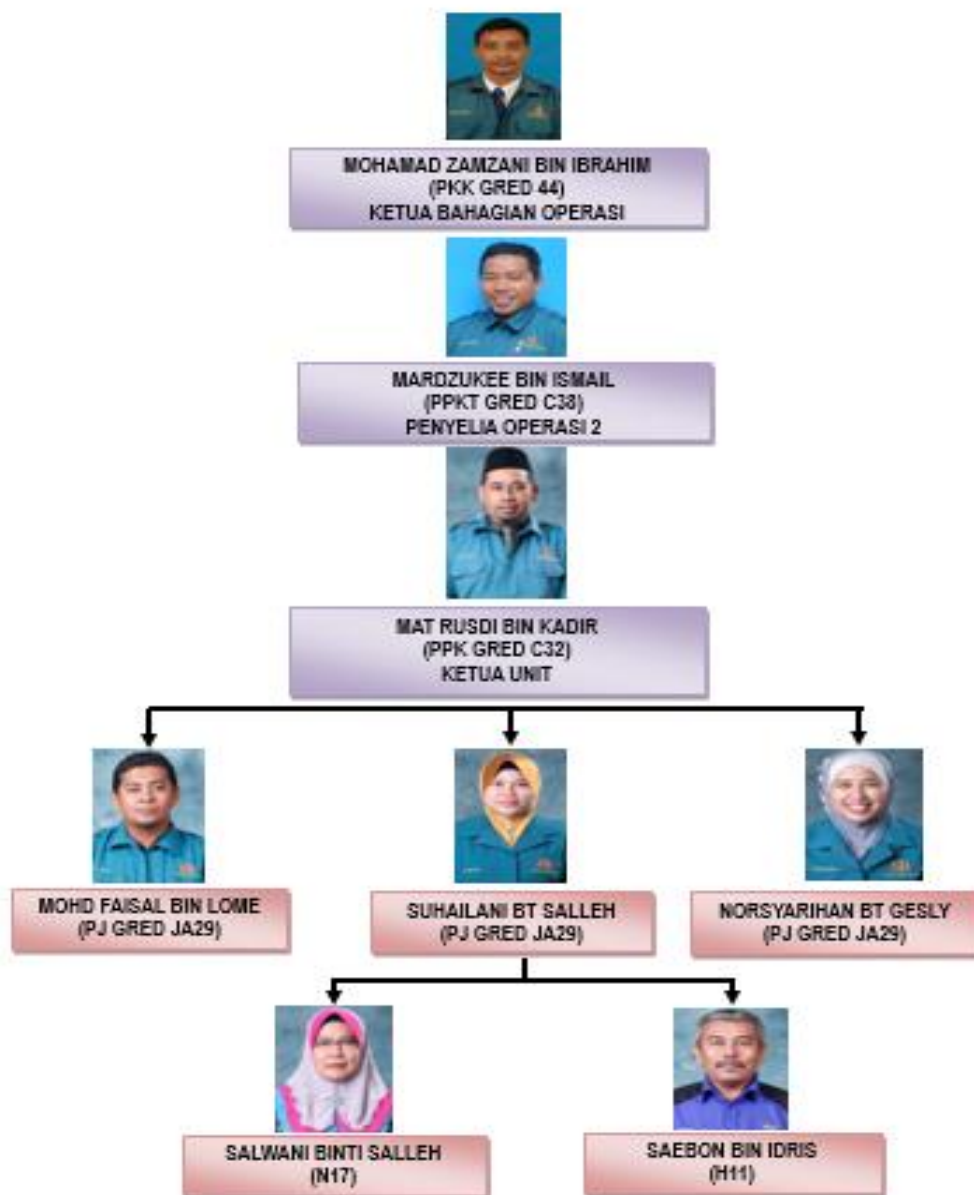 MOHAMAD ZAMZANI BIN IBRAHIM
(PKK GRED 44)
KETUA BAHAGIAN OPERASI
MARDZUKEE BIN ISMAIL
(PPKT GRED C38)
PENYELIA OPERASI 2
MAT RUSDI BIN KADIR
(PPK GRED C32)
KETUA UNIT
MOHD FAISAL BIN LOME
(PJ GRED JA29)
SUHAILANI BT SALLEH
(PJ GRED JA29)
NORSYARIHAN BT GESLY
(PJ GRED JA29)
SALWANI BINTI SALLEH
(N17)
SAEBON BIN IDRIS
(H11)